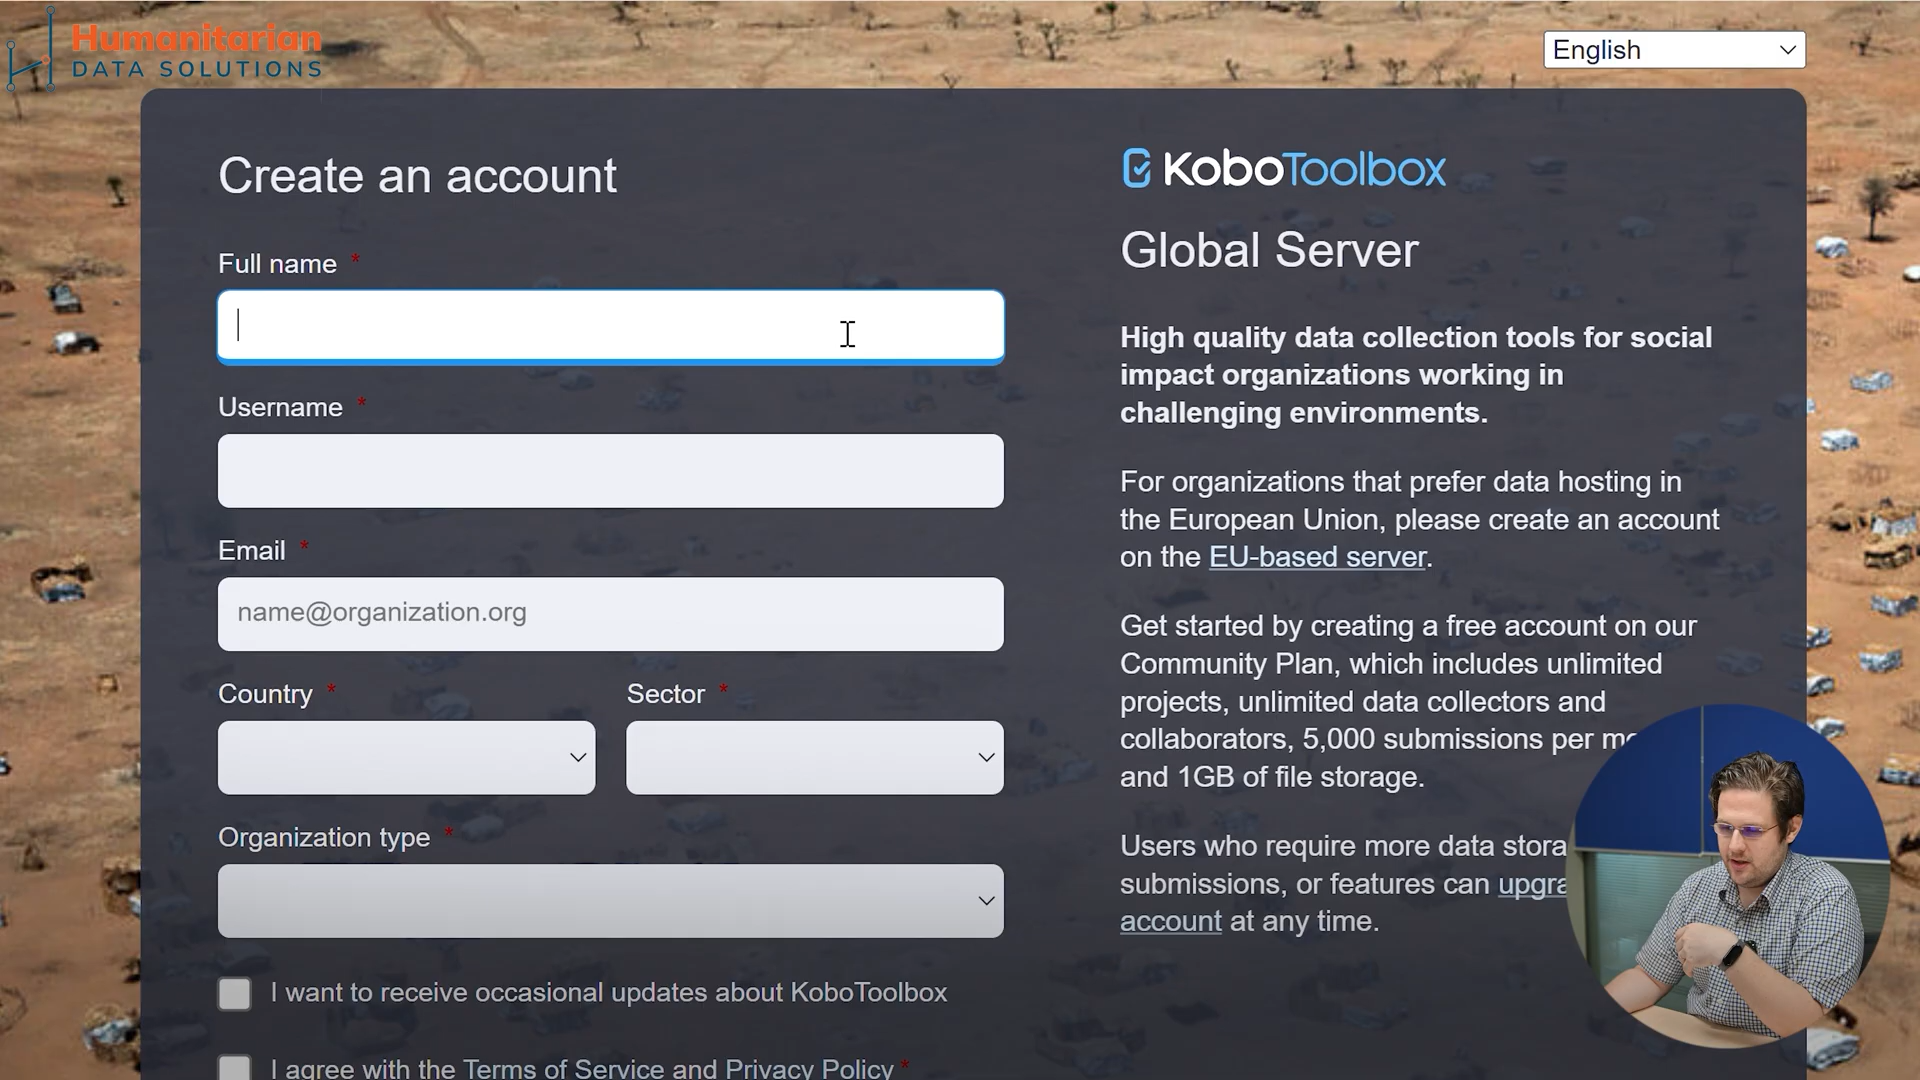 Humanitarian
DATA SOLUTIONS
English
Create an account
Full name *
Username *
Email *
name@organization.org
Country *
Sector *
Organization type *
I want to receive occasional updates about KoboToolbox
I agree with the Terms of Service and Privacy Policy *
KoboToolbox
Global Server
High quality data collection tools for social
impact organizations working in
challenging environments.
For organizations that prefer data hosting in
the European Union, please create an account
on the EU-based server.
Get started by creating a free account on our
Community Plan, which includes unlimited
projects, unlimited data collectors and
collaborators, 5,000 submissions per
and 1GB of file storage.
Users who require more data
submissions, or features can
account at any time.